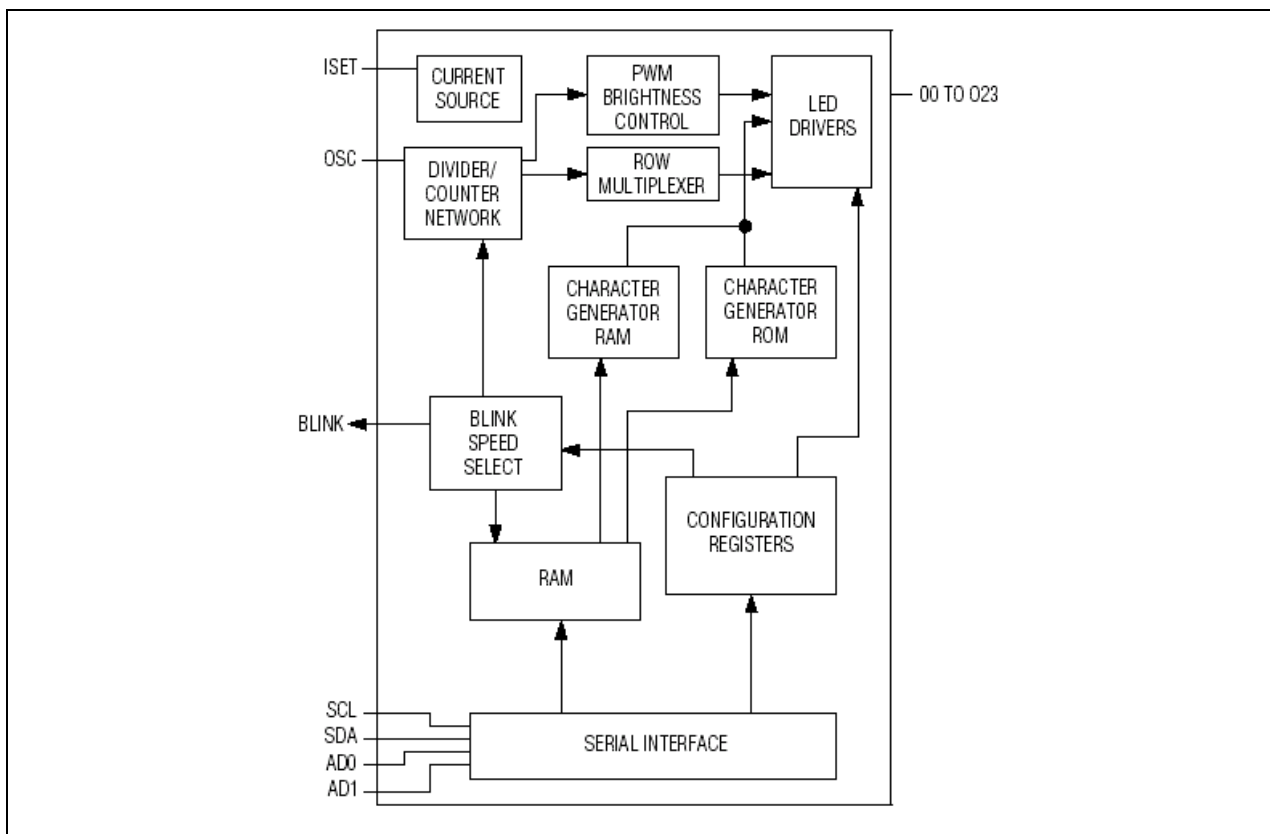 ISET
CURRENT
SOURCE
PWM
BRIGHTNESS
CONTROL
LED
DRIVERS
O0 TO O23
OSC
DIVIDER/
COUNTER
NETWORK
ROW
MULTIPLEXER
CHARACTER
GENERATOR
RAM
CHARACTER
GENERATOR
ROM
BLINK
BLINK
SPEED
SELECT
CONFIGURATION
REGISTERS
RAM
SCL
SDA
AD0
AD1
SERIAL INTERFACE